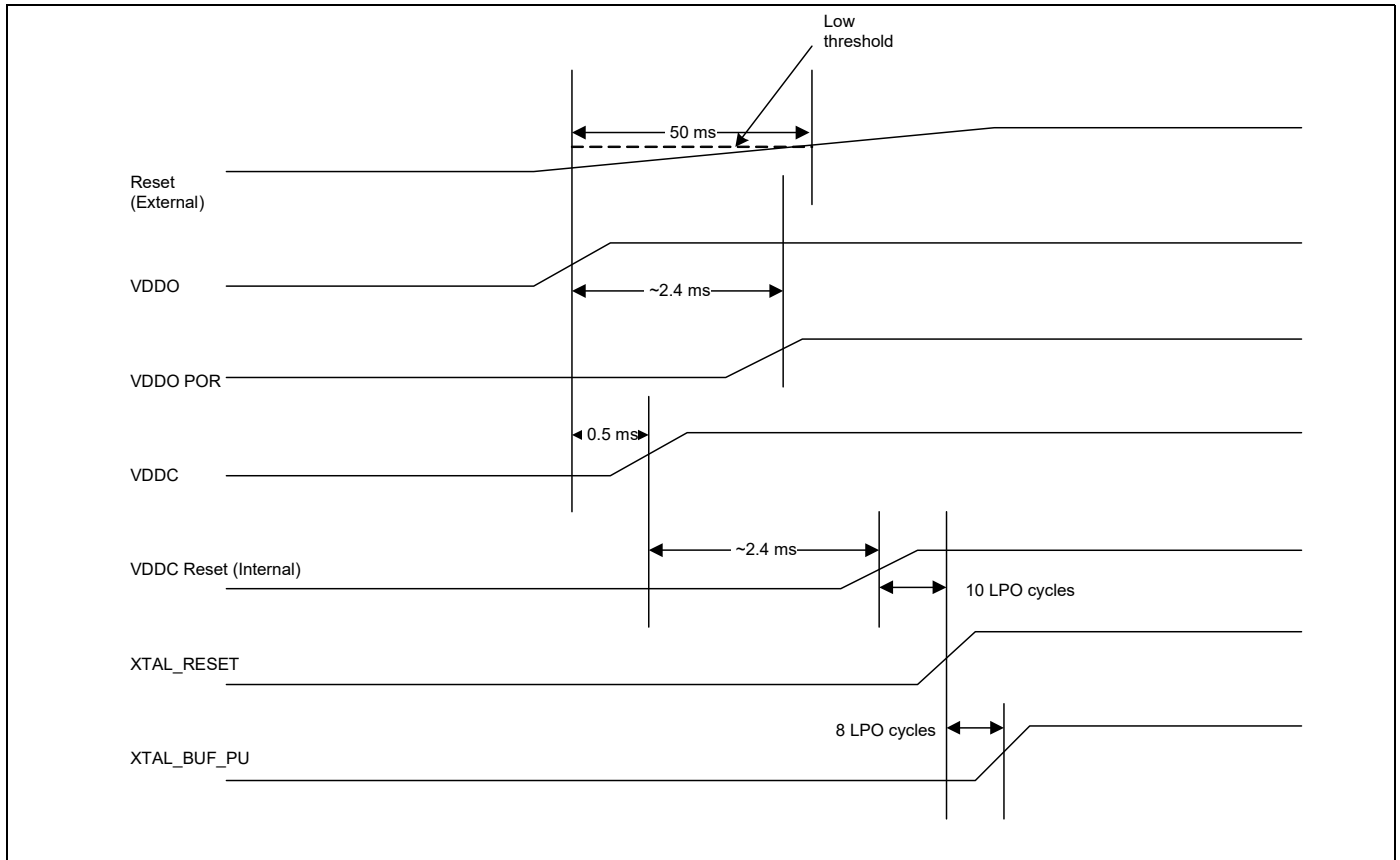 Low
threshold
50 ms
Reset
(External)
VDDO
~2.4 ms
VDDO POR
0.5 ms
VDDC
~2.4 ms
VDDC Reset (Internal)
10 LPO cycles
XTAL_RESET
8 LPO cycles
XTAL_BUF_PU